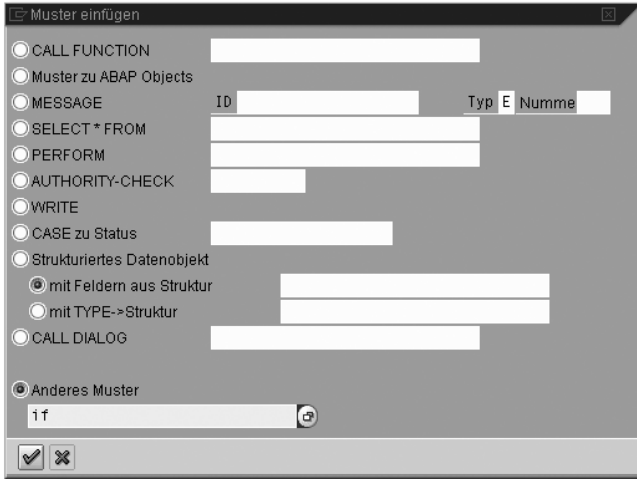 Muster einfügen
CALL FUNCTION
Muster zu ABAP Objects
MESSAGE ID Typ E Numme
SELECT * FROM
PERFORM
AUTHORITY-CHECK
WRITE
CASE zu Status
Strukturiertes Datenobjekt
mit Feldern aus Struktur
mit TYPE->Struktur
CALL DIALOG
Anderes Muster
if